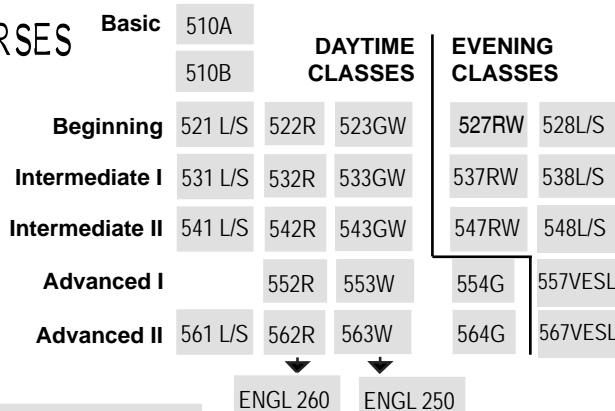 Basic 510A
510B
DAYTIME CLASSES
EVENING CLASSES
Beginning 521 L/S 522R 523GW 527RW 528L/S
Intermediate I 531 L/S 532R 533GW 537RW 538L/S
Intermediate II 541 L/S 542R 543GW 547RW 548L/S
Advanced I 552R 553W 554G 557VESL
Advanced II 561 L/S 562R 563W 564G 567VESL
ENGL 260 ENGL 250